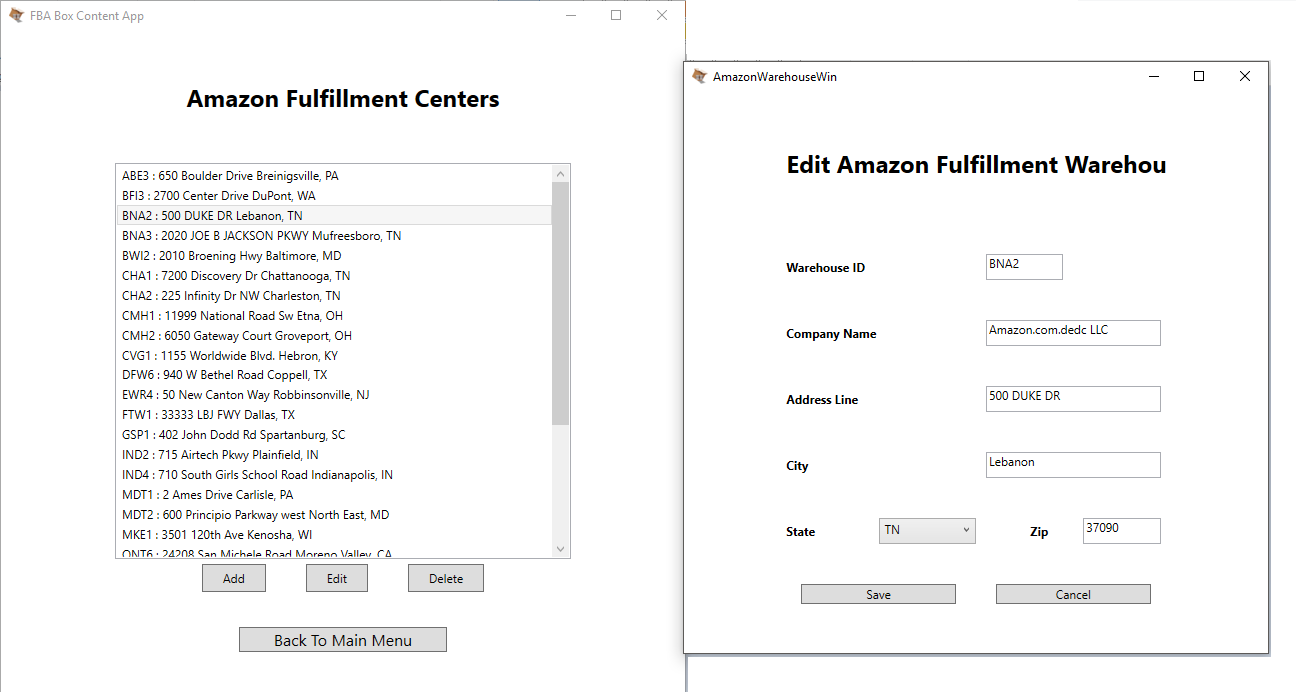 FBA Box Content App
Amazon Fulfillment Centers
ABE3 : 650 Boulder Drive Breinigsville, PA
BFI3 : 2700 Center Drive DuPont, WA
BNA2 : 500 DUKE DR Lebanon, TN
BNA3 : 2020 JOE B JACKSON PKWY Mufreesboro, TN
BWI2 : 2010 Broening Hwy Baltimore, MD
CHA1 : 7200 Discovery Dr Chattanooga, TN
CHA2 : 225 Infinity Dr NW Charleston, TN
CMH1 : 11999 National Road Sw Etna, OH
CMH2 : 6050 Gateway Court Groveport, OH
CVG1 : 1155 Worldwide Blvd. Hebron, KY
DFW6 : 940 W Bethel Road Coppell, TX
EWR4 : 50 New Canton Way Robbinsonville, NJ
FTW1 : 33333 LBJ FWY Dallas, TX
GSP1 : 402 John Dodd Rd Spartanburg, SC
IND2 : 715 Airtech Pkwy Plainfield, IN
IND4 : 710 South Girls School Road Indianapolis, IN
MDT1 : 2 Ames Drive Carlisle, PA
MDT2 : 600 Principio Parkway west North East, MD
MKE1 : 3501 120th Ave Kenosha, WI
ONT6 : 24208 San Michele Road Moreno Valley, CA
Add Edit Delete
Back To Main Menu
AmazonWarehouseWin
Edit Amazon Fulfillment Warehou
Warehouse ID BNA2
Company Name Amazon.com.dedc LLC
Address Line 500 DUKE DR
City Lebanon
State TN Zip 37090
Save Cancel